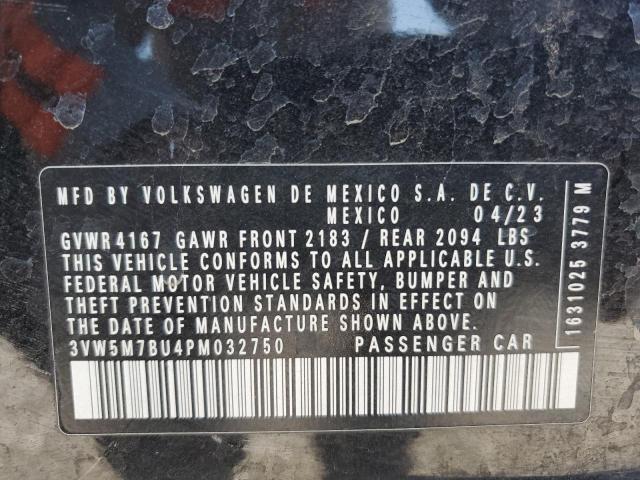 MFD BY VOLKSWAGEN DE MEXICO S.A. DE C.V.
MEXICO 04/23
GVWR 4167 GAWR FRONT 2183 / REAR 2094 LBS
THIS VEHICLE CONFORMS TO ALL APPLICABLE U.S.
FEDERAL MOTOR VEHICLE SAFETY, BUMPER AND
THEFT PREVENTION STANDARDS IN EFFECT ON
THE DATE OF MANUFACTURE SHOWN ABOVE.
3VW5M7BU4PM032750 PASSENGER CAR
1631025 3779 M